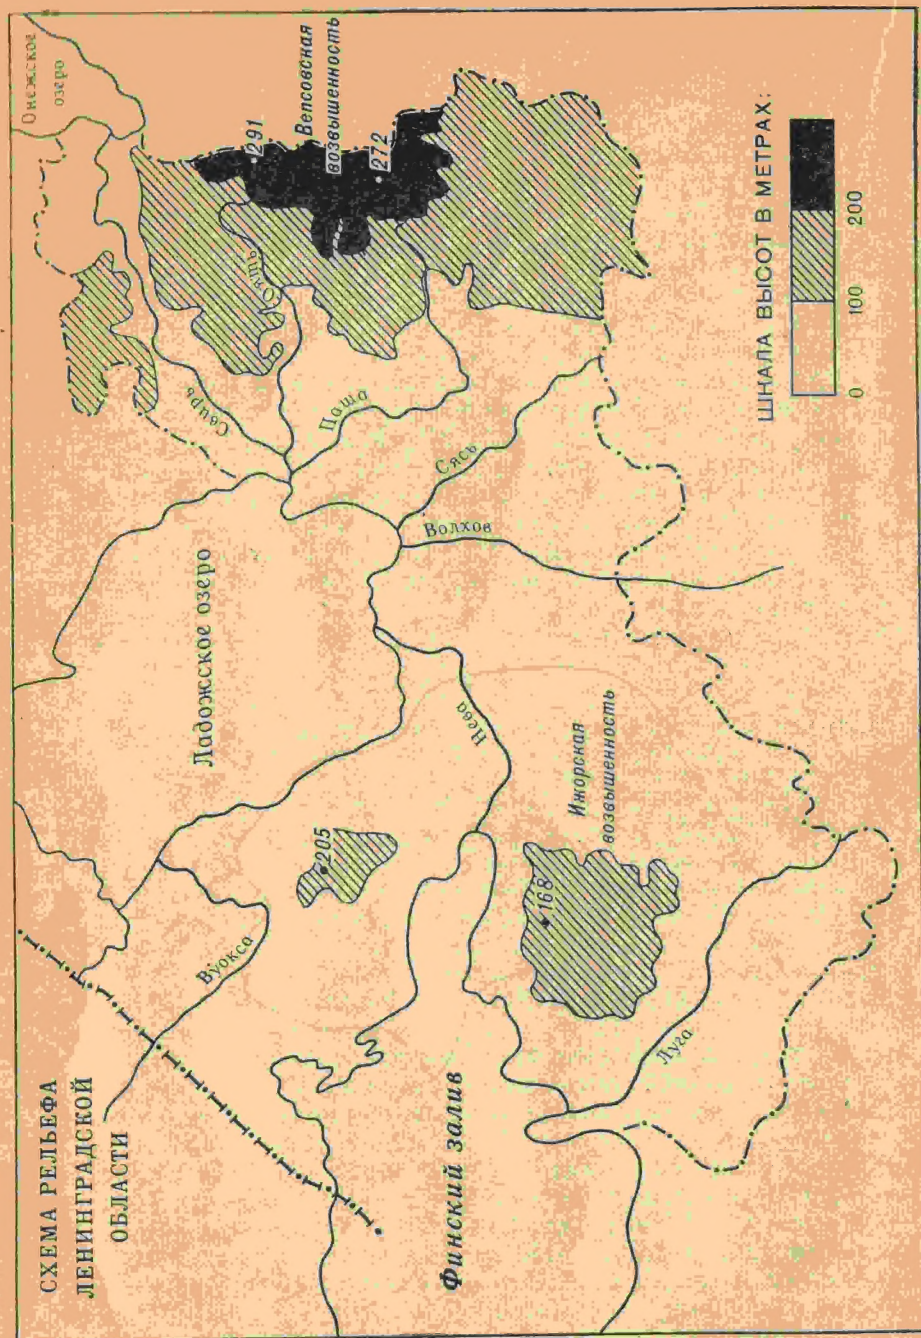 СХЕМА РЕЛЬЕФА
ЛЕНИНГРАДСКОЙ
ОБЛАСТИ
Онежское
озеро
291
Вепсовская
возвышенность
272
Оять
Свирь
Паша
Сясь
Волхов
Ладожское озеро
Нева
205
Вуокса
Ижорская
возвышенность
168
Луга
Финский залив
ШКАЛА ВЫСОТ В МЕТРАХ:
0 100 200